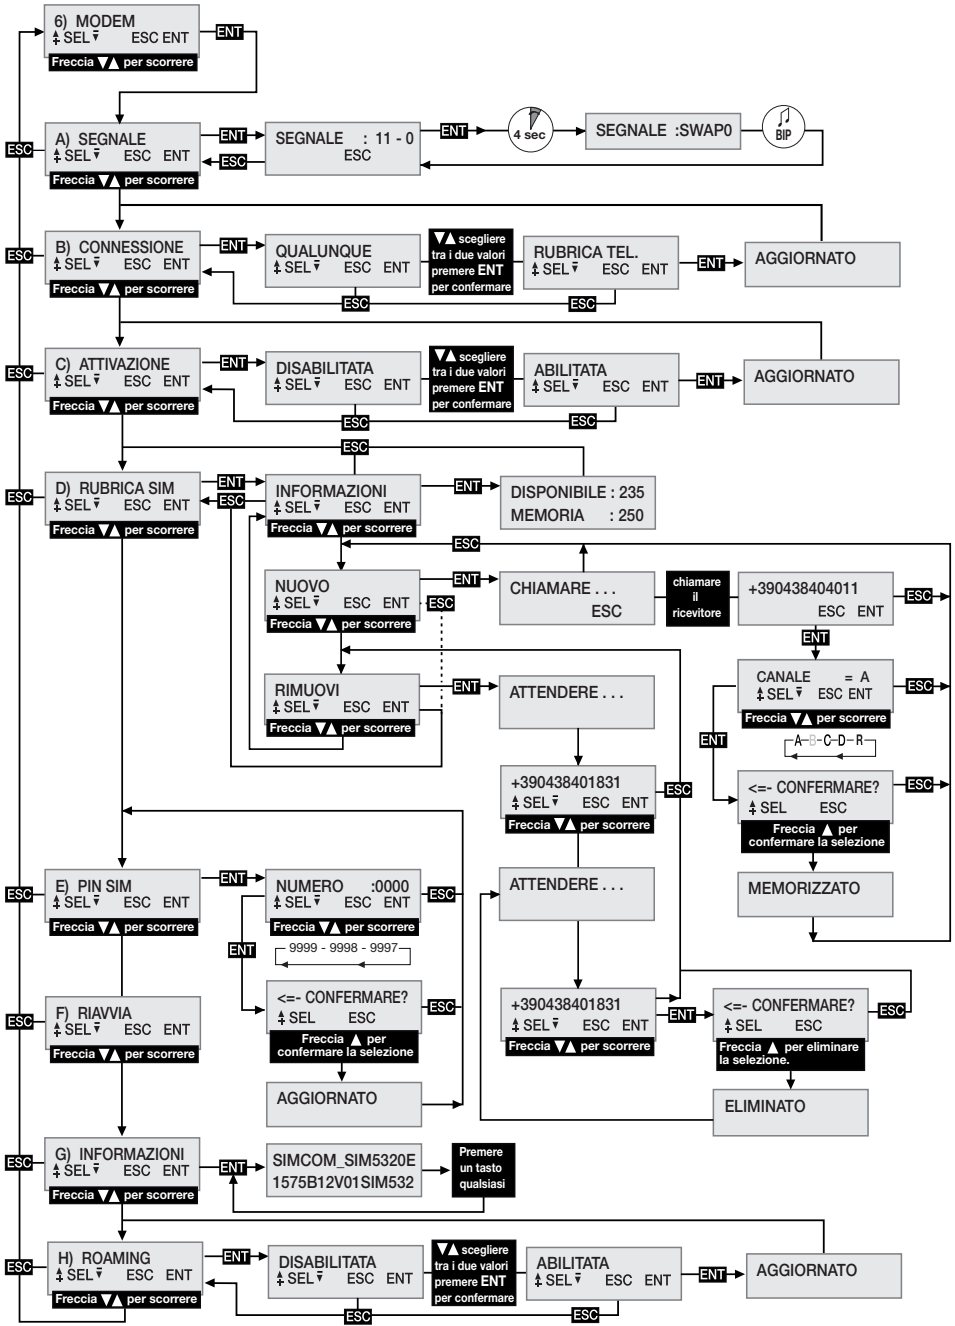 6) MODEM
SEL ESC ENT
Freccia ▼▲ per scorrere
ENT
ESC
A) SEGNALE
SEL ESC ENT
Freccia ▼▲ per scorrere
ENT
ESC
SEGNALE : 11 - 0
ESC
ENT
4 sec
SEGNALE :SWAP0
BIP
ESC
B) CONNESSIONE
SEL ESC ENT
Freccia ▼▲ per scorrere
ENT
QUALUNQUE
SEL ESC ENT
ESC
▼▲ scegliere
tra i due valori
premere ENT
per confermare
RUBRICA TEL.
SEL ESC ENT
ESC
ENT
AGGIORNATO
ESC
C) ATTIVAZIONE
SEL ESC ENT
Freccia ▼▲ per scorrere
ENT
DISABILITATA
SEL ESC ENT
ESC
▼▲ scegliere
tra i due valori
premere ENT
per confermare
ABILITATA
SEL ESC ENT
ESC
ENT
AGGIORNATO
ESC
ESC
D) RUBRICA SIM
SEL ESC ENT
Freccia ▼▲ per scorrere
ENT
ESC
INFORMAZIONI
SEL ESC ENT
Freccia ▼▲ per scorrere
ENT
DISPONIBILE : 235
MEMORIA : 250
ESC
NUOVO
SEL ESC ENT
Freccia ▼▲ per scorrere
ENT
ESC
CHIAMARE . . .
ESC
chiamare
il
ricevitore
+390438404011
ESC ENT
ESC
ENT
CANALE = A
SEL ESC ENT
Freccia ▼▲ per scorrere
ESC
A-B-C-D-R
ENT
<=- CONFERMARE?
SEL ESC
Freccia ▲ per
confermare la selezione
ESC
MEMORIZZATO
RIMUOVI
SEL ESC ENT
Freccia ▼▲ per scorrere
ENT
ATTENDERE . . .
+390438401831
SEL ESC ENT
Freccia ▼▲ per scorrere
ESC
ATTENDERE . . .
+390438401831
SEL ESC ENT
Freccia ▼▲ per scorrere
ENT
<=- CONFERMARE?
SEL ESC
Freccia ▲ per eliminare
la selezione.
ESC
ELIMINATO
ESC
E) PIN SIM
SEL ESC ENT
Freccia ▼▲ per scorrere
ENT
NUMERO :0000
SEL ESC ENT
Freccia ▼▲ per scorrere
ESC
9999 - 9998 - 9997
ENT
<=- CONFERMARE?
SEL ESC
Freccia ▲ per
confermare la selezione
ESC
AGGIORNATO
ESC
F) RIAVVIA
SEL ESC ENT
Freccia ▼▲ per scorrere
ESC
G) INFORMAZIONI
SEL ESC ENT
Freccia ▼▲ per scorrere
ENT
SIMCOM_SIM5320E
1575B12V01SIM532
Premere
un tasto
qualsiasi
ESC
H) ROAMING
SEL ESC ENT
Freccia ▼▲ per scorrere
ENT
DISABILITATA
SEL ESC ENT
ESC
▼▲ scegliere
tra i due valori
premere ENT
per confermare
ABILITATA
SEL ESC ENT
ESC
ENT
AGGIORNATO